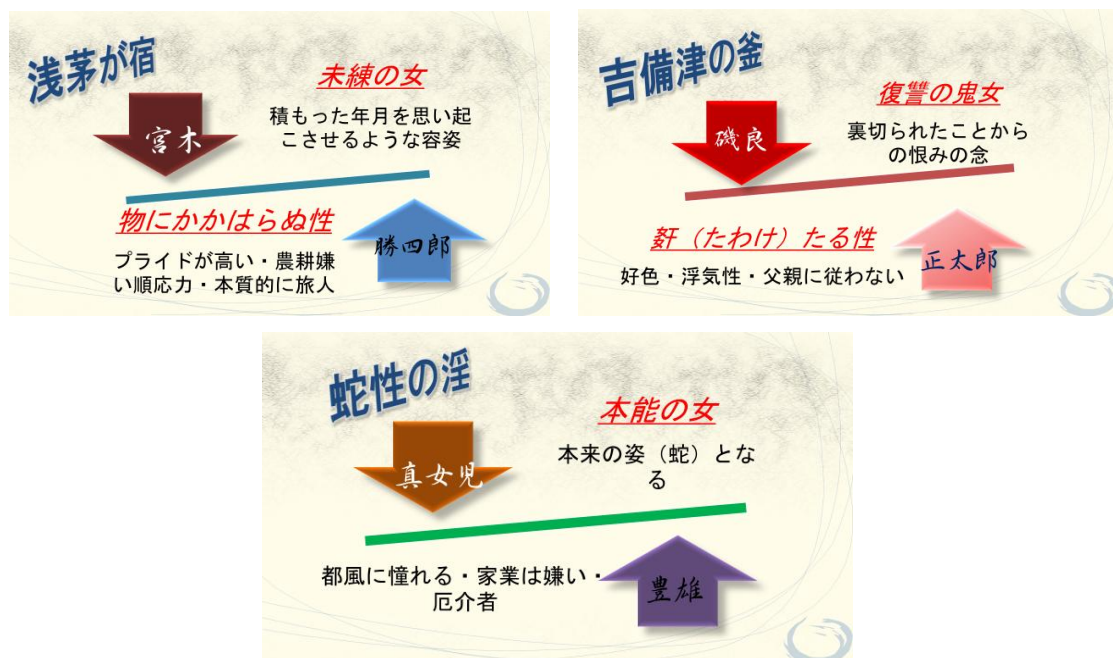 浅茅が宿
未練の女
積もった年月を思い起
こさせるような容姿
宮木
物にかかはらぬ性
プライドが高い・農耕嫌
い順応力・本質的に旅人
勝四郎
吉備津の釜
復讐の鬼女
裏切られたことから
の恨みの念
磯良
奸（たわけ）たる性
好色・浮気性・父親に従わない
正太郎
蛇性の淫
本能の女
本来の姿（蛇）とな
る
真女児
都風に憧れる・家業は嫌い・
厄介者
豊雄